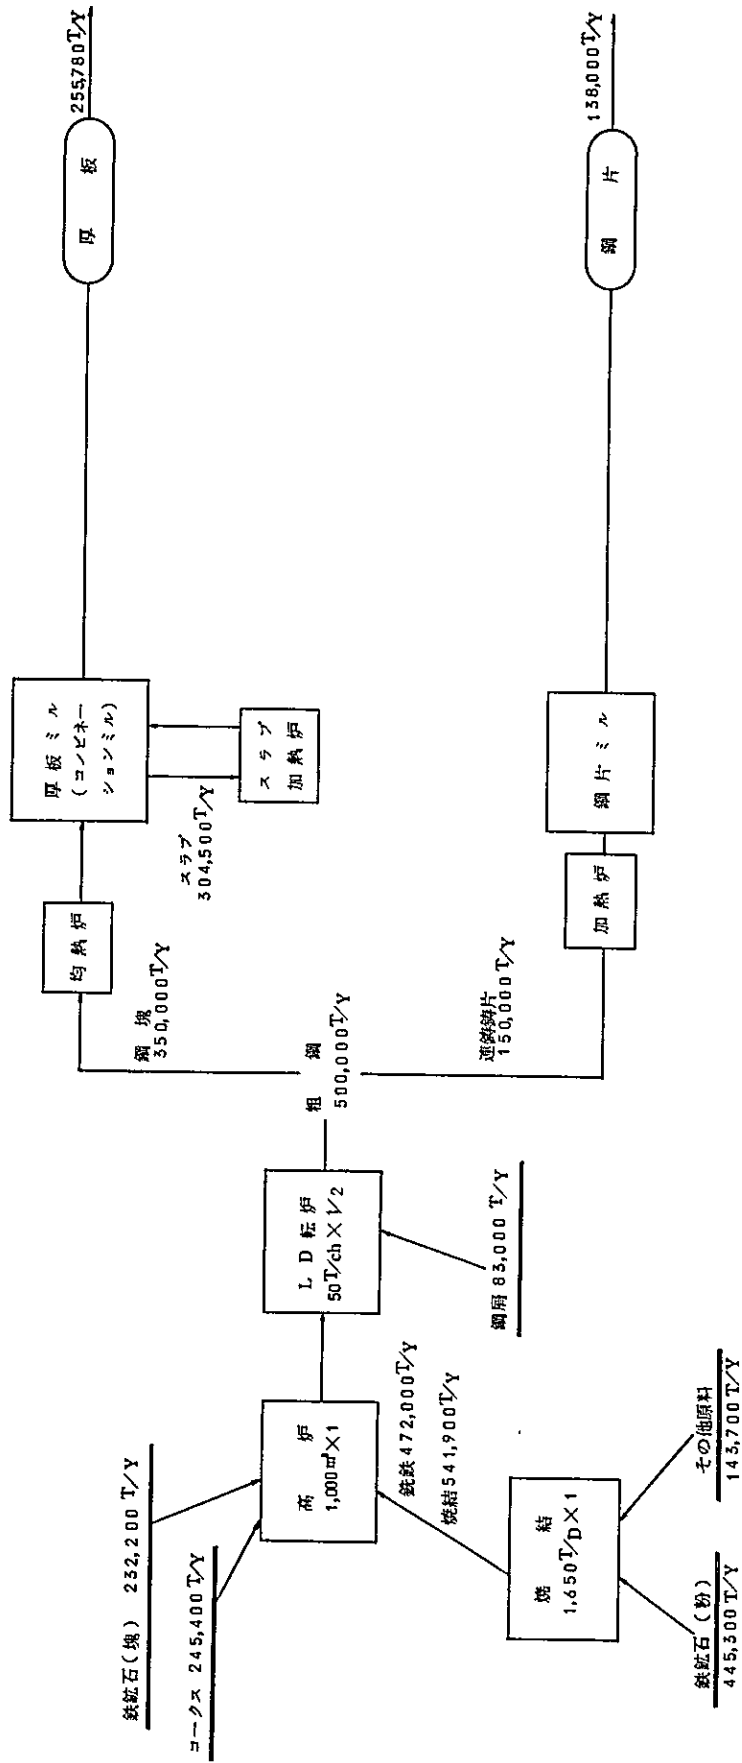 鉄鉱石(塊) 232,200 T/Y
コークス 245,400 T/Y
高炉
1,000㎥×1
銑鉄 472,000T/Y
焼結 541,900T/Y
焼結
1,650T/D×1
鉄鉱石(粉)
445,300T/Y
その他原料
143,700T/Y
LD転炉
50T/ch×1/2
鋼屑 83,000 T/Y
粗鋼
500,000T/Y
鋼塊
350,000T/Y
均熱炉
厚板ミル
(コンビネー
ションミル)
スラブ
304,500T/Y
スラブ
加熱炉
厚板
255,780T/Y
連鋳鋳片
150,000T/Y
加熱炉
鋼片ミル
鋼片
138,000T/Y